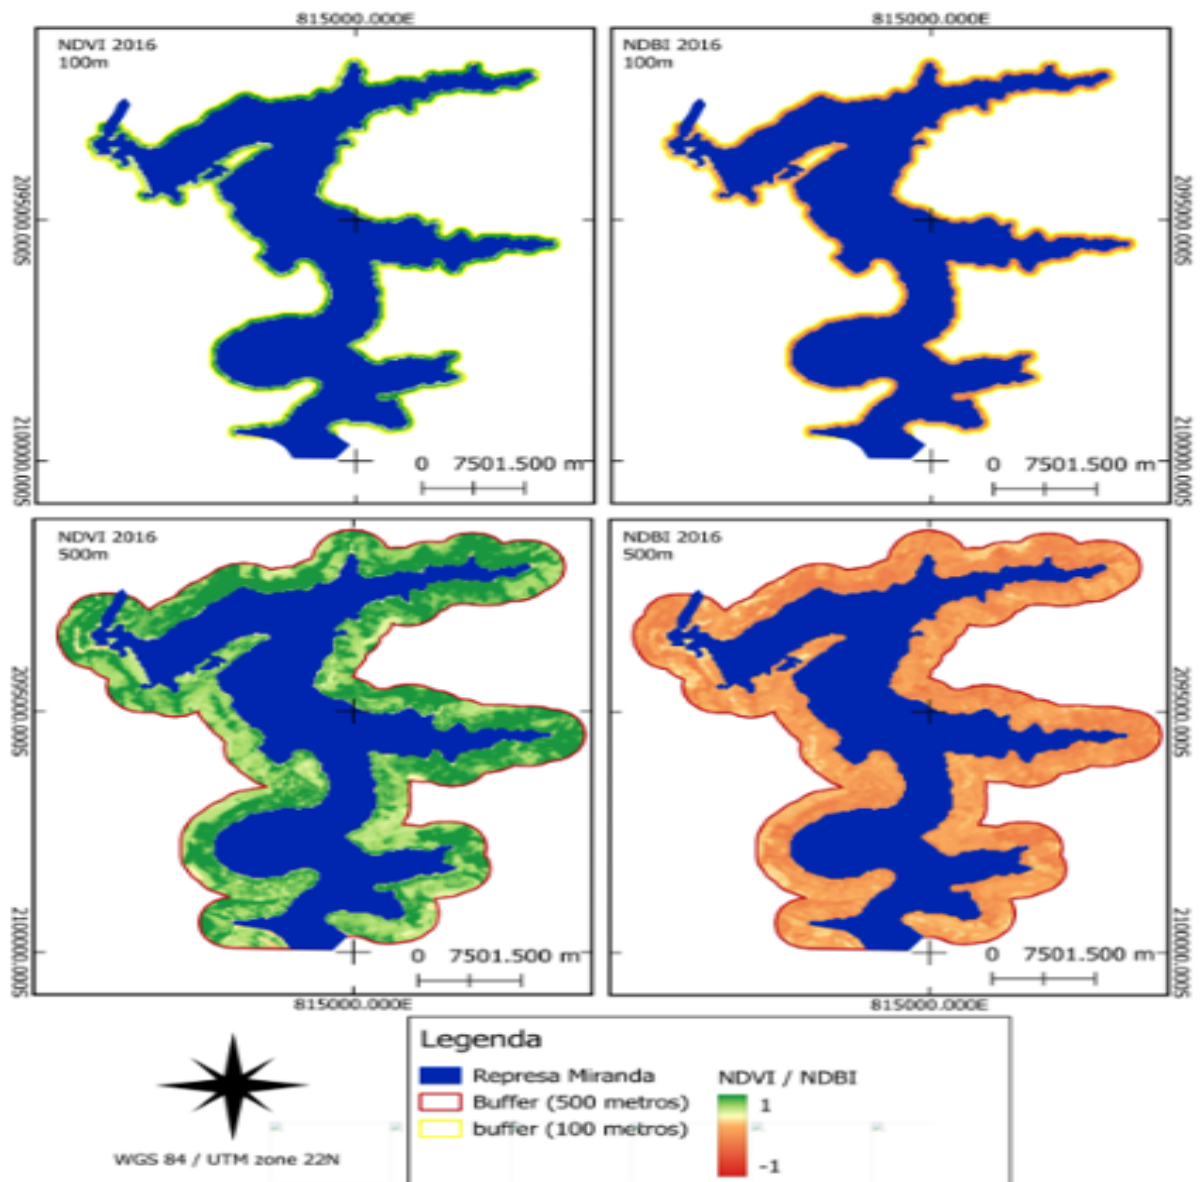 815000.000E
815000.000E
NDVI 2016
100m
NDBI 2016
100m
2095000.000S
2095000.000S
2100000.000S
2100000.000S
0 7501.500 m
0 7501.500 m
NDVI 2016
500m
NDBI 2016
500m
2095000.000S
2095000.000S
2100000.000S
2100000.000S
0 7501.500 m
0 7501.500 m
815000.000E
815000.000E
Legenda
Represa Miranda
Buffer (500 metros)
buffer (100 metros)
NDVI / NDBI
1
-1
WGS 84 / UTM zone 22N